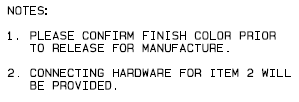 NOTES:
1. PLEASE CONFIRM FINISH COLOR PRIOR
TO RELEASE FOR MANUFACTURE.
2. CONNECTING HARDWARE FOR ITEM 2 WILL
BE PROVIDED.